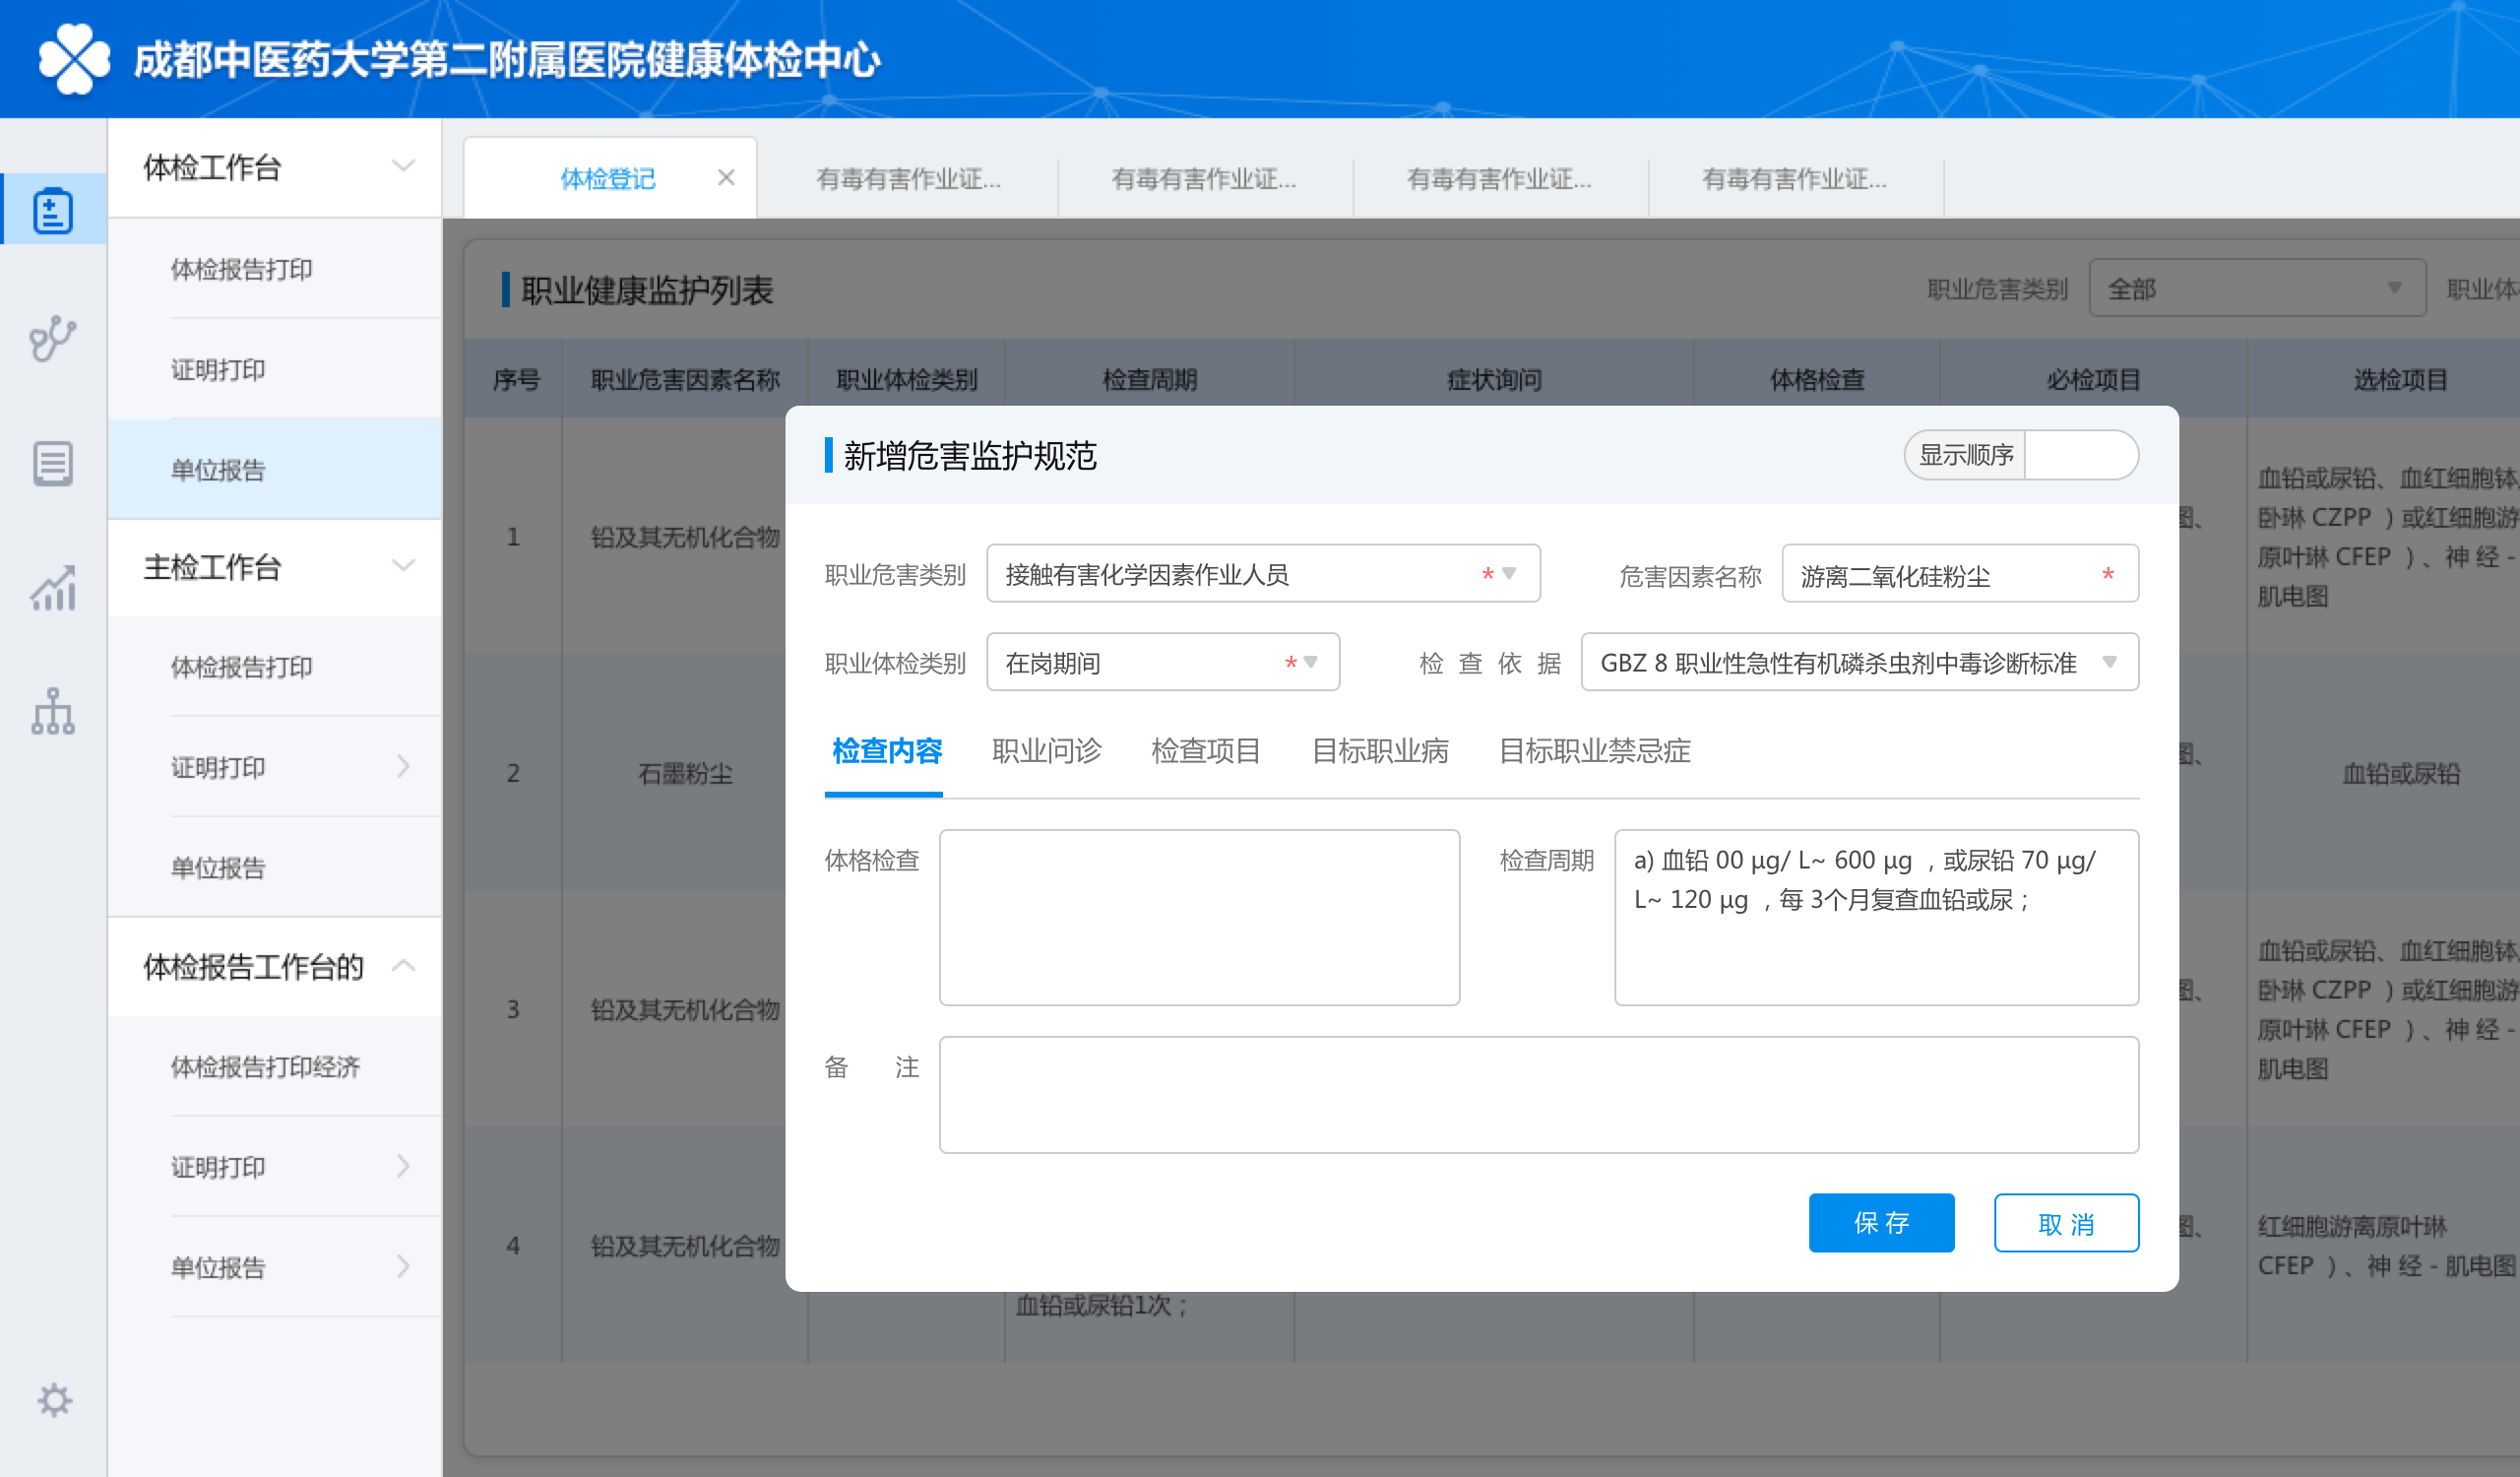 成都中医药大学第二附属医院健康体检中心
体检工作台
体检报告打印
证明打印
单位报告
主检工作台
体检报告打印
证明打印
单位报告
体检报告工作台的
体检报告打印经济
证明打印
单位报告
体检登记
有毒有害作业证...
有毒有害作业证...
有毒有害作业证...
有毒有害作业证...
职业健康监护列表
职业危害类别 全部 职业体
序号 职业危害因素名称 职业体检类别 检查周期 症状询问 体格检查 必检项目 选检项目
1 铅及其无机化合物
图、
血铅或尿铅、血红细胞钵
卧琳 CZPP ）或红细胞游
原叶琳 CFEP ）、神 经 -
肌电图
2 石墨粉尘
图、
血铅或尿铅
3 铅及其无机化合物
图、
血铅或尿铅、血红细胞钵
卧琳 CZPP ）或红细胞游
原叶琳 CFEP ）、神 经 -
肌电图
4 铅及其无机化合物
血铅或尿铅1次；
图、
红细胞游离原叶琳
CFEP ）、神 经 - 肌电图
新增危害监护规范
显示顺序
职业危害类别 接触有害化学因素作业人员 *
危害因素名称 游离二氧化硅粉尘 *
职业体检类别 在岗期间 *
检查依据 GBZ 8 职业性急性有机磷杀虫剂中毒诊断标准
检查内容 职业问诊 检查项目 目标职业病 目标职业禁忌症
体格检查
检查周期
a) 血铅 00 μg/ L~ 600 μg ，或尿铅 70 μg/
L~ 120 μg ，每 3个月复查血铅或尿；
备 注
保 存
取 消